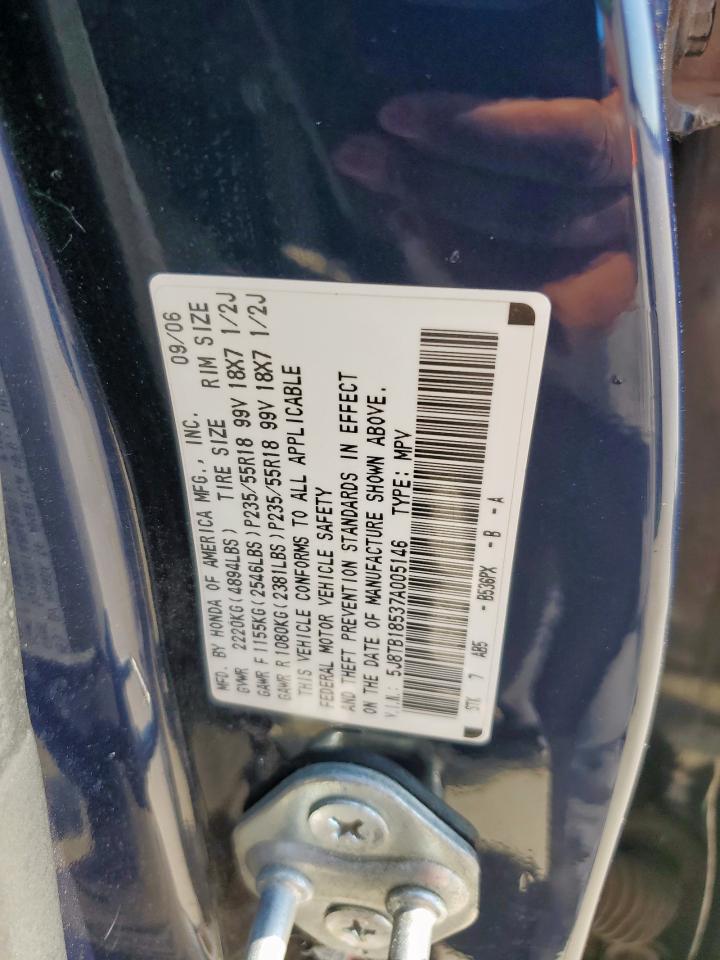 MFD. BY HONDA OF AMERICA MFG., INC. 09/06
GVWR 2220KG(4894LBS) TIRE SIZE RIM SIZE
GAWR F 1155KG(2546LBS)P235/55R18 99V 18X7 1/2J
GAWR R 1080KG(2381LBS)P235/55R18 99V 18X7 1/2J
THIS VEHICLE CONFORMS TO ALL APPLICABLE
FEDERAL MOTOR VEHICLE SAFETY
AND THEFT PREVENTION STANDARDS IN EFFECT
ON THE DATE OF MANUFACTURE SHOWN ABOVE.
V.I.N.: 5J8TB18537A005146 TYPE: MPV
STK 7 AB5 - B536PX - B - A